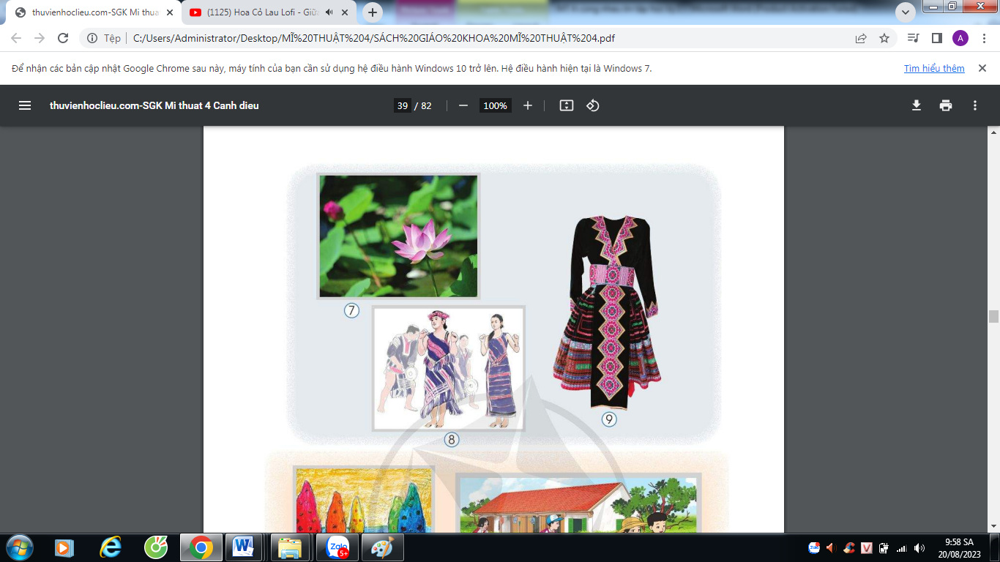 thuvienhoclieu.com-SGK Mi thua
(1125) Hoa Cỏ Lau Lofi - Giữa
Tệp
C:/Users/Administrator/Desktop/MĨ%20THUẬT%204/SÁCH%20GIÁO%20KHOA%20MĨ%20THUẬT%204.pdf
A
Để nhận các bản cập nhật Google Chrome sau này, máy tính của bạn cần sử dụng hệ điều hành Windows 10 trở lên. Hệ điều hành hiện tại là Windows 7.
Tìm hiểu thêm
thuvienhoclieu.com-SGK Mi thuat 4 Canh dieu
39 / 82
100%
7
8
9
W
Zalo
5+
Zalo
V
9:58 SA
20/08/2023